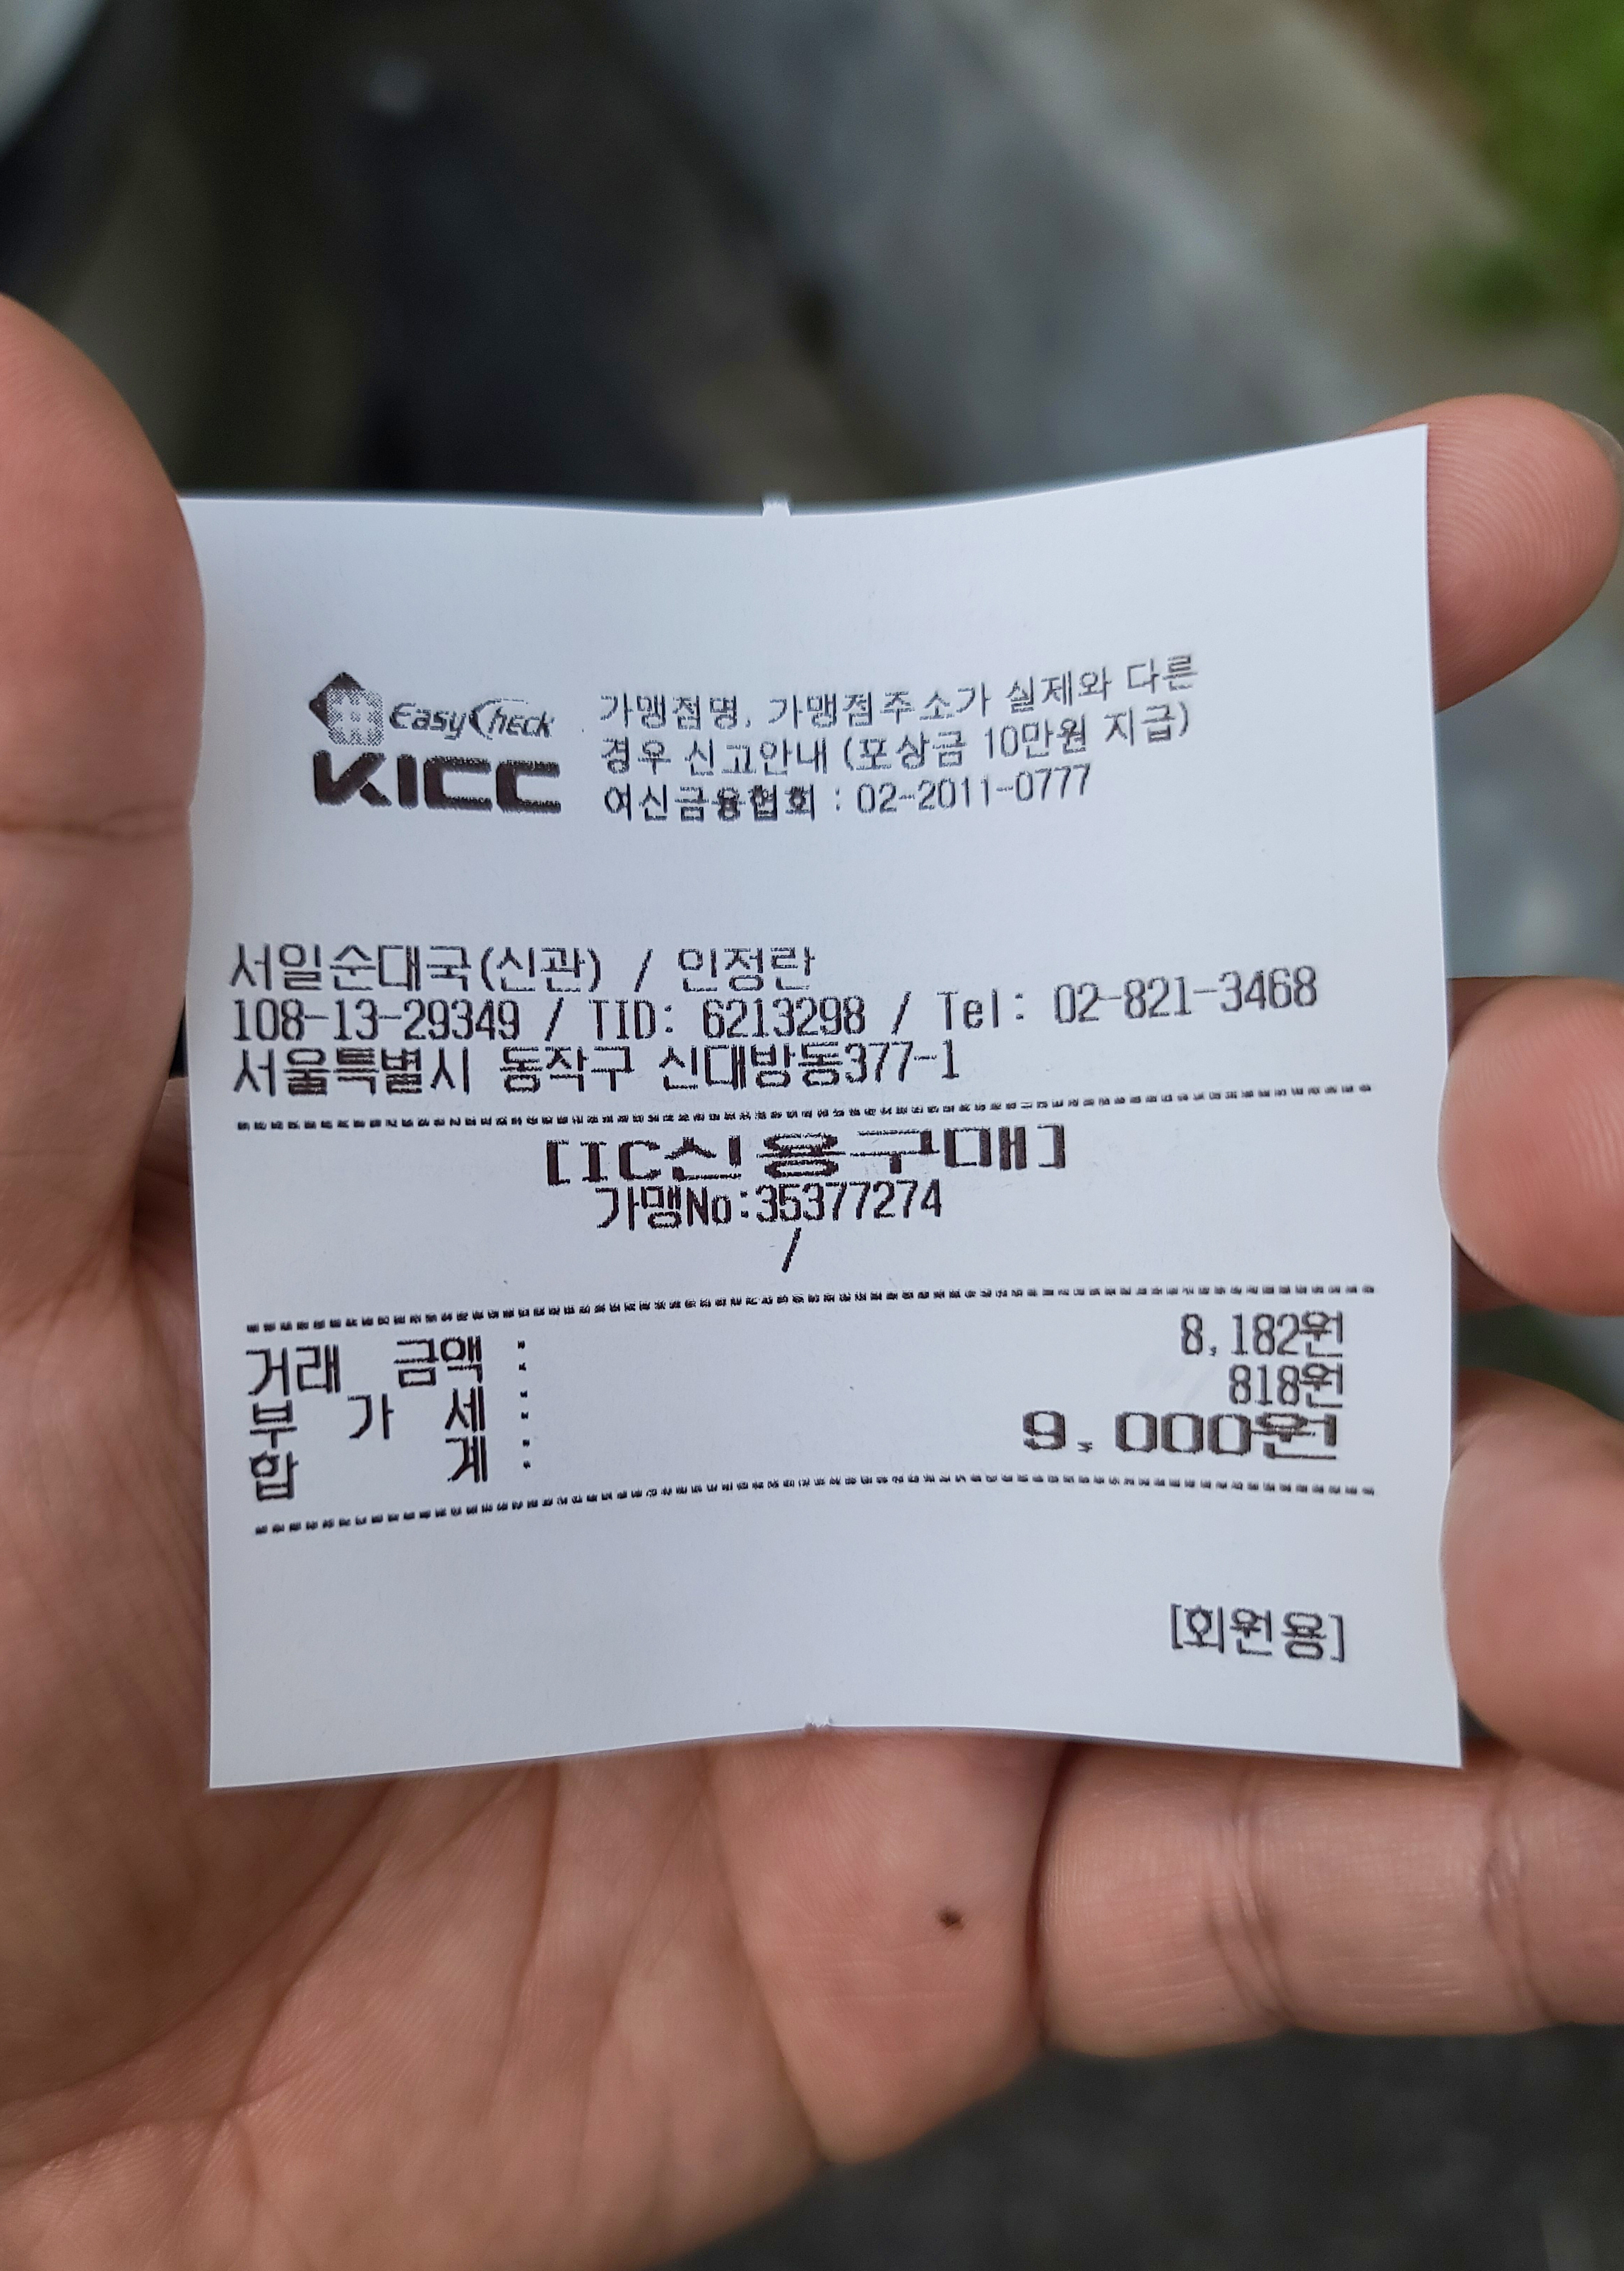 EasyCheck
KICC
가맹점명, 가맹점주소가 실제와 다른
경우 신고안내 (포상금 10만원 지급)
여신금융협회 : 02-2011-0777
서일순대국(신관) / 인정란
108-13-29349 / TID: 6213298 / Tel: 02-821-3468
서울특별시 동작구 신대방동377-1
[IC신용구매]
가맹No:35377274
/
거래 금액 : 8,182원
부 가 세 : 818원
합 계 : 9,000원
[회원용]